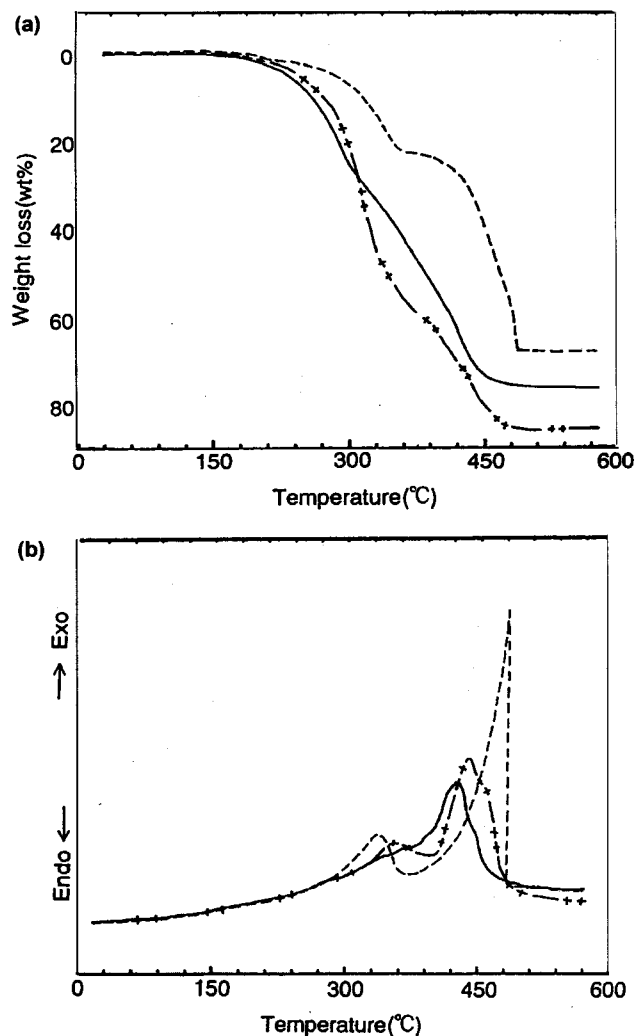 (a)
0
20
40
60
80
Weight loss(wt%)
0 150 300 450 600
Temperature(℃)
(b)
Endo ← → Exo
0 150 300 450 600
Temperature(℃)